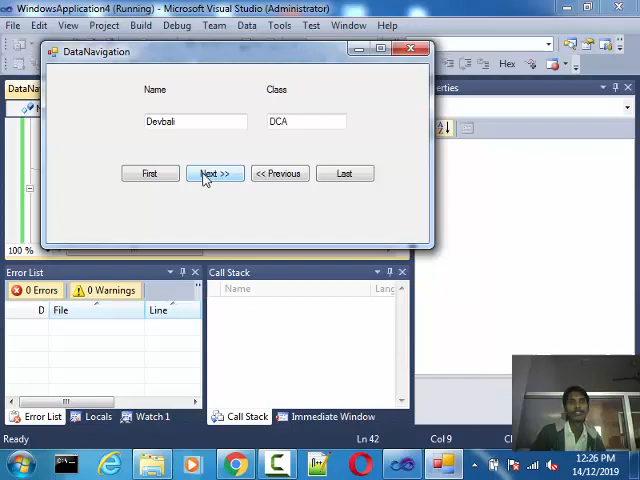 WindowsApplication4 (Running) - Microsoft Visual Studio (Administrator)
File Edit View Project Build Debug Team Data Tools Test Window Help
Hex
DataNavigation
Name Class
Devbali DCA
First Next >> << Previous Last
100 %
Error List Call Stack
0 Errors 0 Warnings
Name Lang
D File Line
Error List Locals Watch 1 Call Stack Immediate Window
Ready Ln 42 Col 9
12:26 PM
14/12/2019